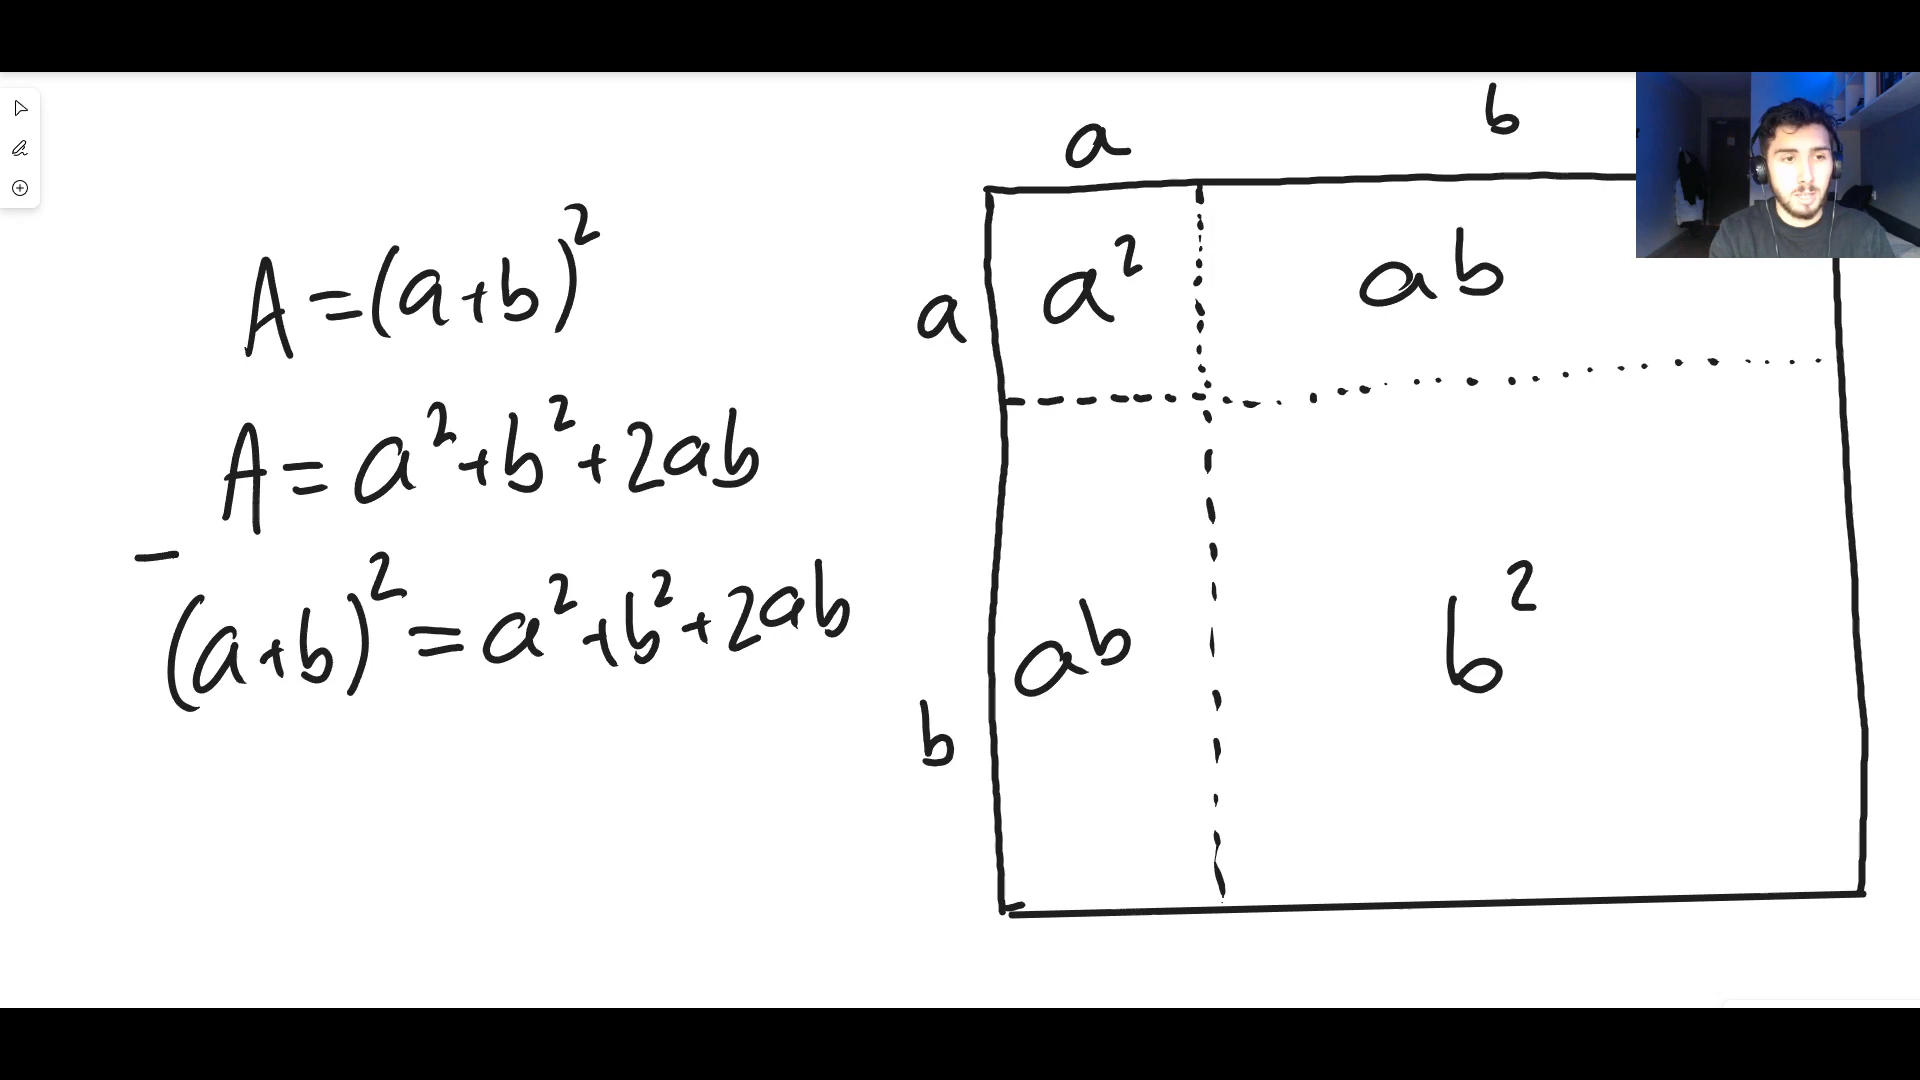 A = (a+b)²
A = a² + b² + 2ab
(a+b)² = a² + b² + 2ab
a b
a a² ab
b ab b²